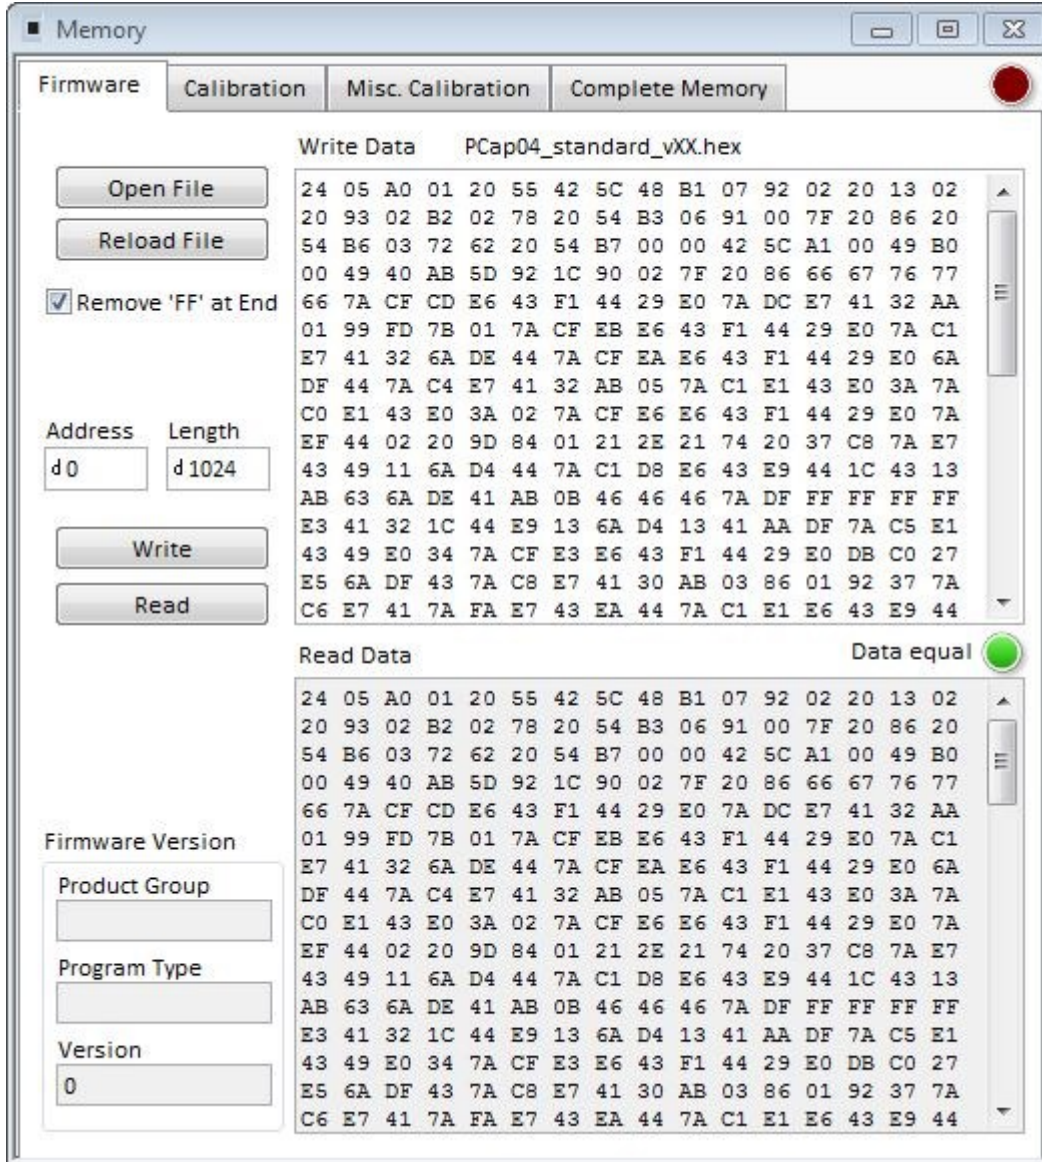 Memory
Firmware Calibration Misc. Calibration Complete Memory
Write Data PCap04_standard_vXX.hex
Open File
Reload File
Remove 'FF' at End
Address Length
d 0 d 1024
Write
Read
24 05 A0 01 20 55 42 5C 48 B1 07 92 02 20 13 02
20 93 02 B2 02 78 20 54 B3 06 91 00 7F 20 86 20
54 B6 03 72 62 20 54 B7 00 00 42 5C A1 00 49 B0
00 49 40 AB 5D 92 1C 90 02 7F 20 86 66 67 76 77
66 7A CF CD E6 43 F1 44 29 E0 7A DC E7 41 32 AA
01 99 FD 7B 01 7A CF EB E6 43 F1 44 29 E0 7A C1
E7 41 32 6A DE 44 7A CF EA E6 43 F1 44 29 E0 6A
DF 44 7A C4 E7 41 32 AB 05 7A C1 E1 43 E0 3A 7A
C0 E1 43 E0 3A 02 7A CF E6 E6 43 F1 44 29 E0 7A
EF 44 02 20 9D 84 01 21 2E 21 74 20 37 C8 7A E7
43 49 11 6A D4 44 7A C1 D8 E6 43 E9 44 1C 43 13
AB 63 6A DE 41 AB 0B 46 46 46 7A DF FF FF FF FF
E3 41 32 1C 44 E9 13 6A D4 13 41 AA DF 7A C5 E1
43 49 E0 34 7A CF E3 E6 43 F1 44 29 E0 DB C0 27
E5 6A DF 43 7A C8 E7 41 30 AB 03 86 01 92 37 7A
C6 E7 41 7A FA E7 43 EA 44 7A C1 E1 E6 43 E9 44
Read Data Data equal
24 05 A0 01 20 55 42 5C 48 B1 07 92 02 20 13 02
20 93 02 B2 02 78 20 54 B3 06 91 00 7F 20 86 20
54 B6 03 72 62 20 54 B7 00 00 42 5C A1 00 49 B0
00 49 40 AB 5D 92 1C 90 02 7F 20 86 66 67 76 77
66 7A CF CD E6 43 F1 44 29 E0 7A DC E7 41 32 AA
01 99 FD 7B 01 7A CF EB E6 43 F1 44 29 E0 7A C1
E7 41 32 6A DE 44 7A CF EA E6 43 F1 44 29 E0 6A
DF 44 7A C4 E7 41 32 AB 05 7A C1 E1 43 E0 3A 7A
C0 E1 43 E0 3A 02 7A CF E6 E6 43 F1 44 29 E0 7A
EF 44 02 20 9D 84 01 21 2E 21 74 20 37 C8 7A E7
43 49 11 6A D4 44 7A C1 D8 E6 43 E9 44 1C 43 13
AB 63 6A DE 41 AB 0B 46 46 46 7A DF FF FF FF FF
E3 41 32 1C 44 E9 13 6A D4 13 41 AA DF 7A C5 E1
43 49 E0 34 7A CF E3 E6 43 F1 44 29 E0 DB C0 27
E5 6A DF 43 7A C8 E7 41 30 AB 03 86 01 92 37 7A
C6 E7 41 7A FA E7 43 EA 44 7A C1 E1 E6 43 E9 44
Firmware Version
Product Group
Program Type
Version
0